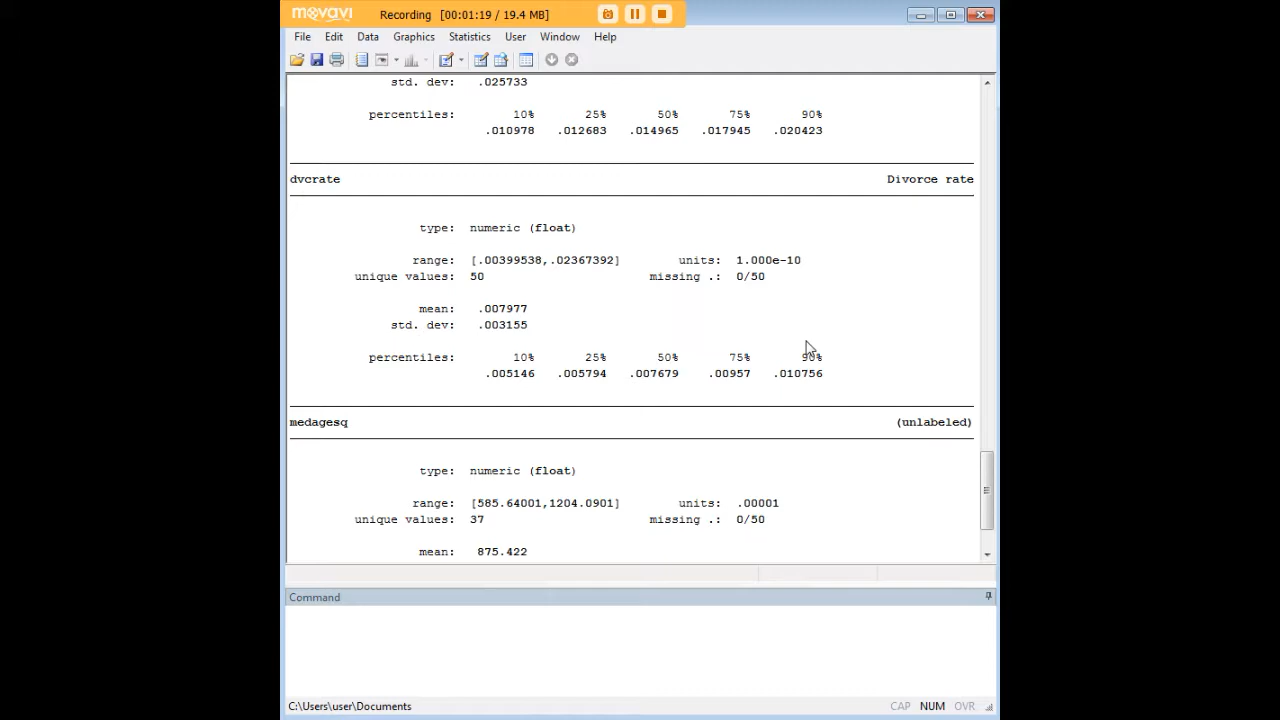 movavi Recording [00:01:19 / 19.4 MB]
File Edit Data Graphics Statistics User Window Help
std. dev: .025733
percentiles: 10% 25% 50% 75% 90%
.010978 .012683 .014965 .017945 .020423
dvcrate Divorce rate
type: numeric (float)
range: [.00399538,.02367392] units: 1.000e-10
unique values: 50 missing .: 0/50
mean: .007977
std. dev: .003155
percentiles: 10% 25% 50% 75% 90%
.005146 .005794 .007679 .00957 .010756
medagesq (unlabeled)
type: numeric (float)
range: [585.64001,1204.0901] units: .00001
unique values: 37 missing .: 0/50
mean: 875.422
Command
C:\Users\user\Documents CAP NUM OVR